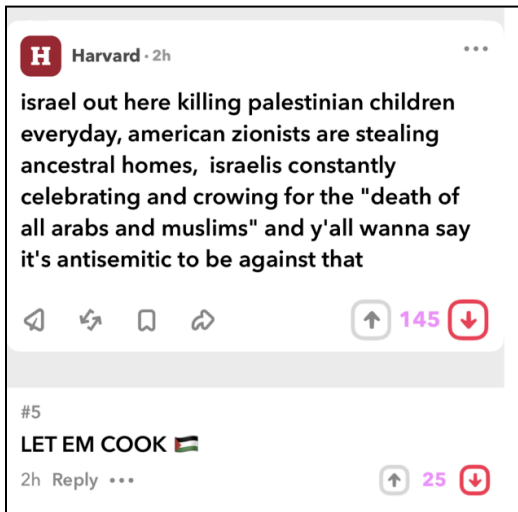 H Harvard · 2h
israel out here killing palestinian children
everyday, american zionists are stealing
ancestral homes, israelis constantly
celebrating and crowing for the "death of
all arabs and muslims" and y'all wanna say
it's antisemitic to be against that
145
#5
LET EM COOK 🇵🇸
2h Reply •••
25